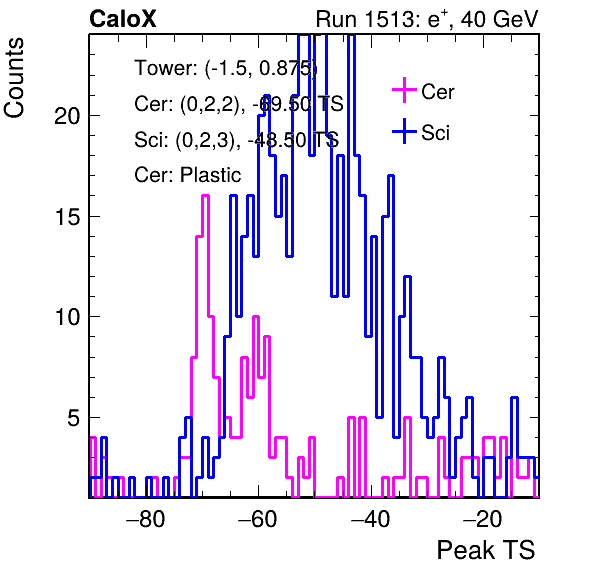 CaloX Run 1513: e⁺, 40 GeV
Counts
Tower: (-1.5, 0.875)
Cer: (0,2,2), -69.50 TS
Sci: (0,2,3), -48.50 TS
Cer: Plastic
Cer
Sci
20
15
10
5
−80 −60 −40 −20
Peak TS